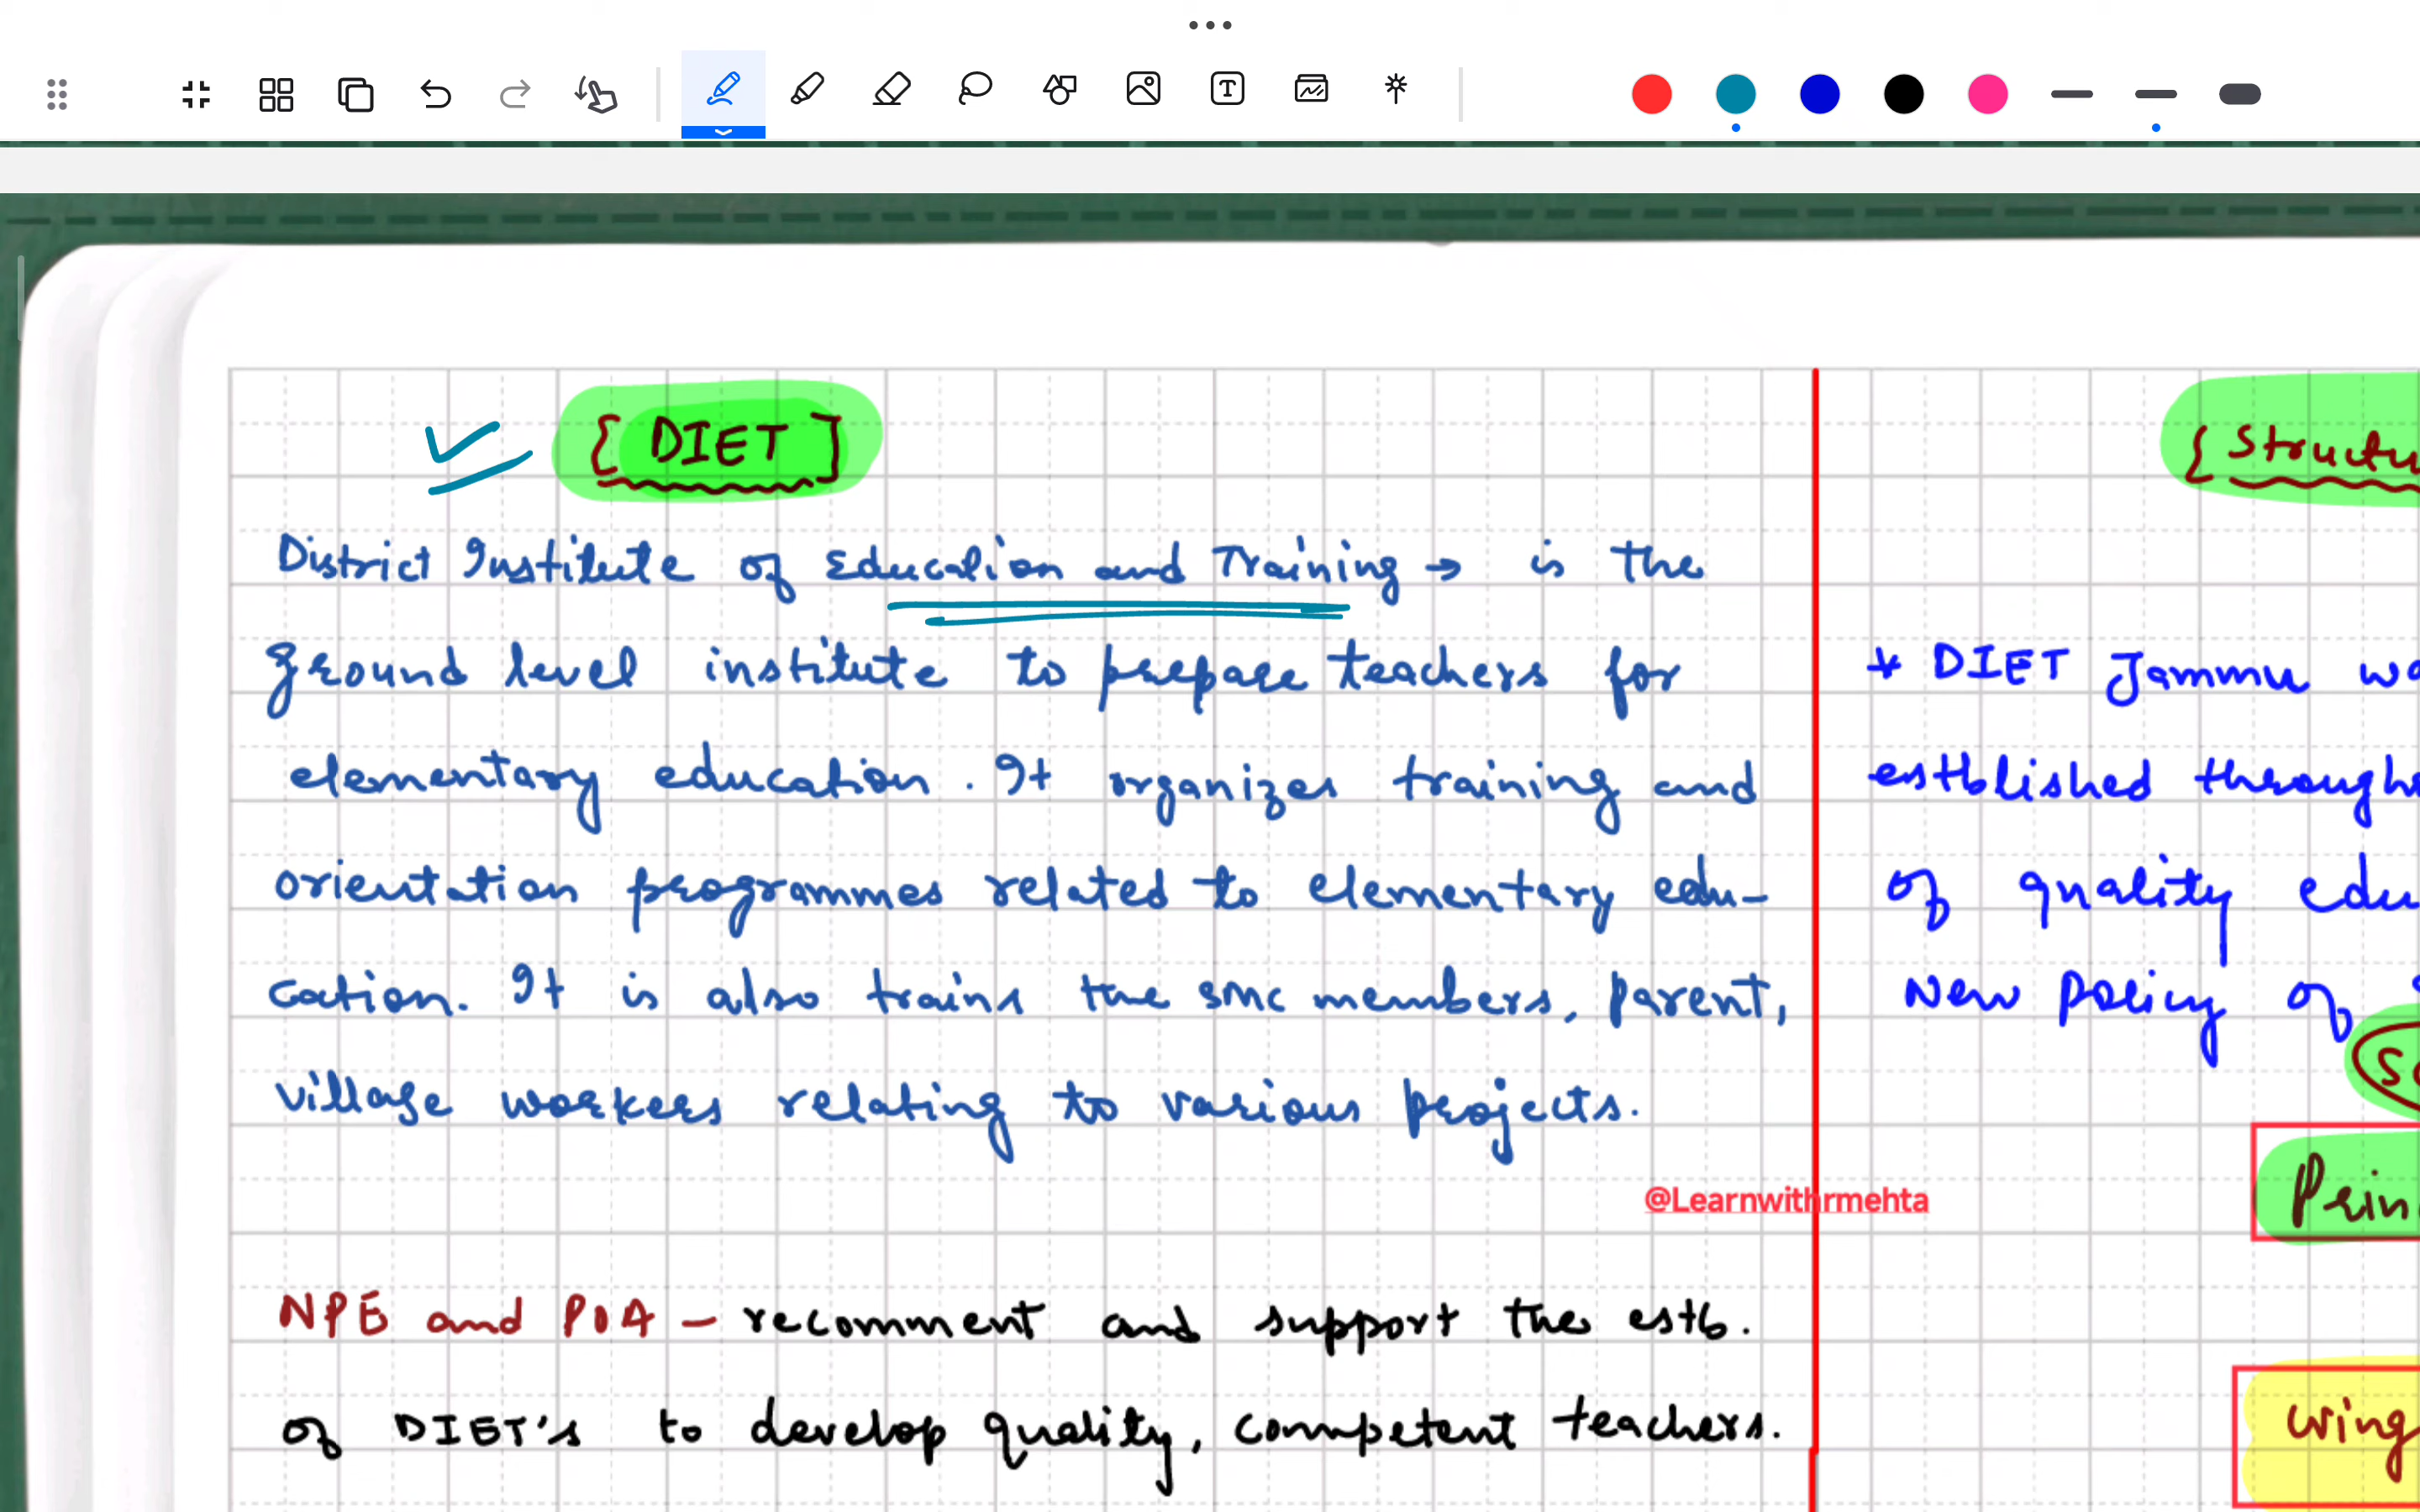 { DIET ]
District Institute of Education and Training → is the
ground level institute to prepare teachers for
elementary education. It organizes training and
orientation programmes related to elementary edu-
cation. It is also trains the SMC members, parent,
village workers relating to various projects.
@Learnwithrmehta
NPE and POA – recomment and support the estb.
of DIET's to develop quality, competent teachers.
{ Structu
* DIET Jammu wa
estblished through
of quality edu
New Policy of
Prin
wing